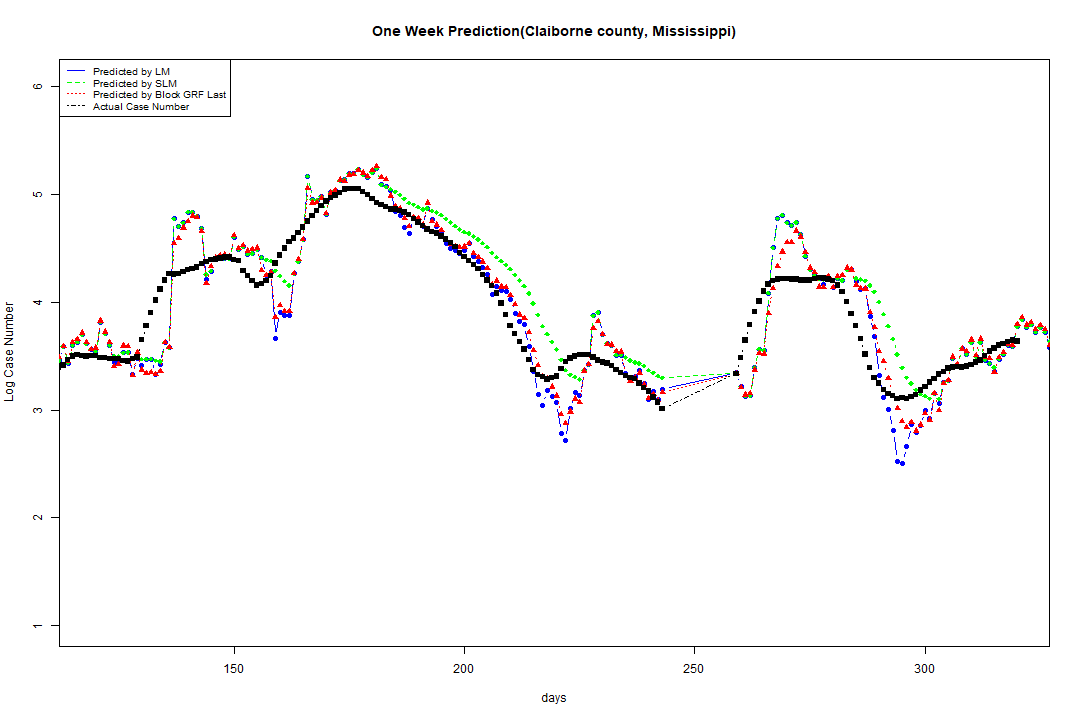 One Week Prediction(Claiborne county, Mississippi)
Predicted by LM
Predicted by SLM
Predicted by Block GRF Last
Actual Case Number
Log Case Number
6
5
4
3
2
1
150 200 250 300
days